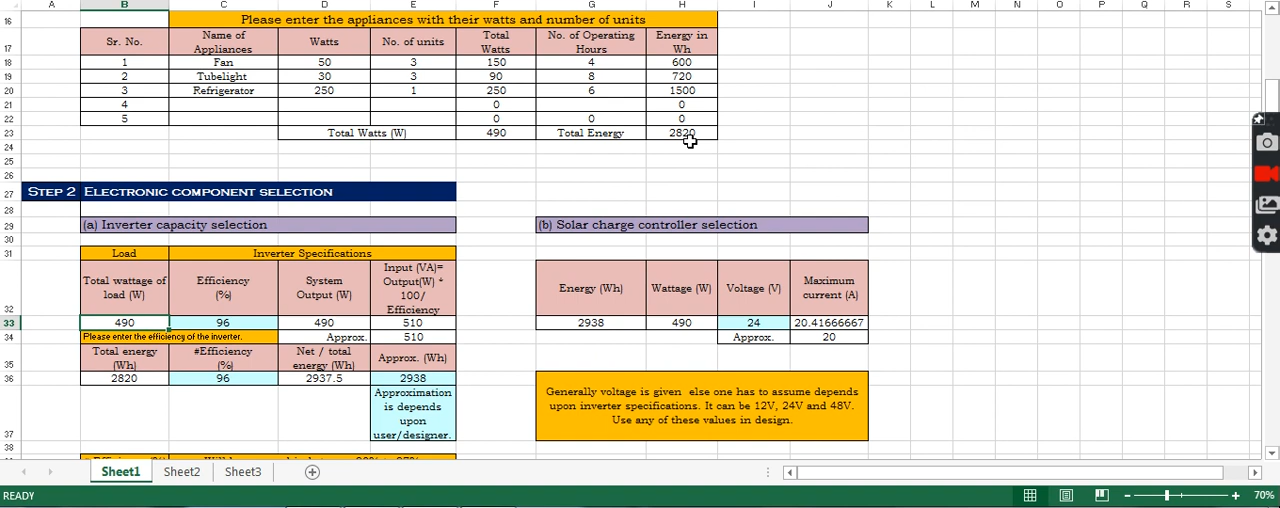 A B C D E F G H I J K L M N O P Q R S
16 Please enter the appliances with their watts and number of units
17 Sr. No. Name of Appliances Watts No. of units Total Watts No. of Operating Hours Energy in Wh
18 1 Fan 50 3 150 4 600
19 2 Tubelight 30 3 90 8 720
20 3 Refrigerator 250 1 250 6 1500
21 4 0 0
22 5 0 0 0
23 Total Watts (W) 490 Total Energy 2820
24
25
26
27 STEP 2 ELECTRONIC COMPONENT SELECTION
28
29 (a) Inverter capacity selection (b) Solar charge controller selection
30
31 Load Inverter Specifications
32 Total wattage of load (W) Efficiency (%) System Output (W) Input (VA)= Output(W) * 100/ Efficiency Energy (Wh) Wattage (W) Voltage (V) Maximum current (A)
33 490 96 490 510 2938 490 24 20.41666667
34 Please enter the efficiency of the inverter. Approx. 510 Approx. 20
35 Total energy (Wh) #Efficiency (%) Net / total energy (Wh) Approx. (Wh)
36 2820 96 2937.5 2938
37 Approximation is depends upon user/designer.
Generally voltage is given else one has to assume depends
upon inverter specifications. It can be 12V, 24V and 48V.
Use any of these values in design.
38
Sheet1 Sheet2 Sheet3
READY 70%